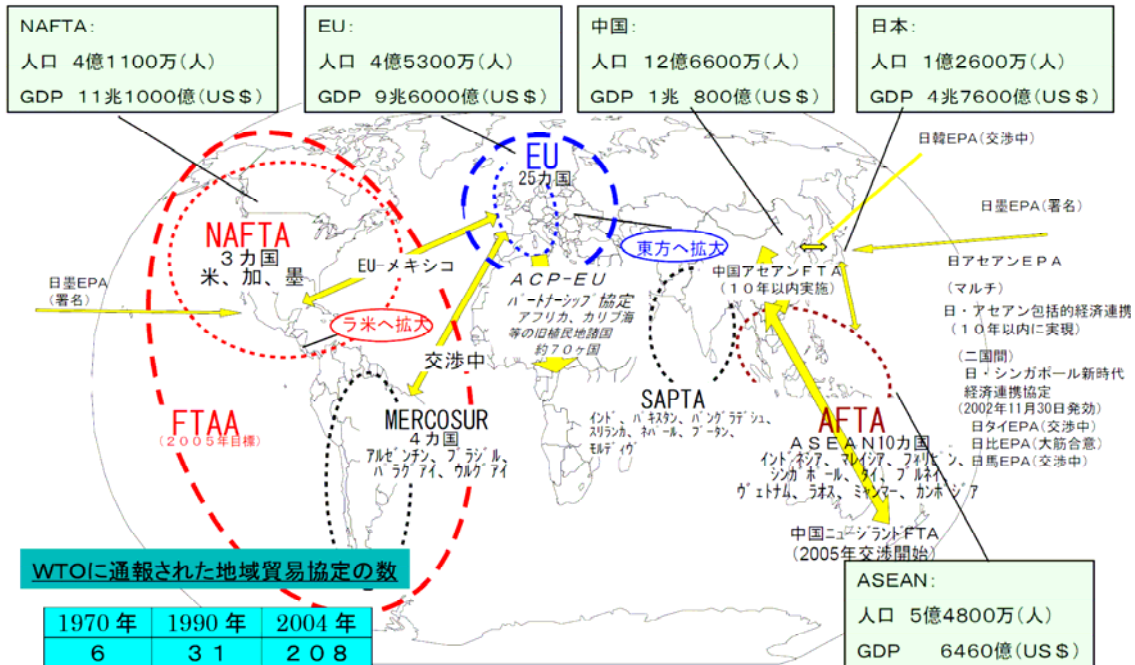 NAFTA：
人口 4億1100万（人）
GDP 11兆1000億（US＄）
EU：
人口 4億5300万（人）
GDP 9兆6000億（US＄）
中国：
人口 12億6600万（人）
GDP 1兆 800億（US＄）
日本：
人口 1億2600万（人）
GDP 4兆7600億（US＄）
日韓EPA（交渉中）
日墨EPA（署名）
日アセアンＥＰＡ
（マルチ）
日・アセアン包括的経済連携
（１０年以内に実現）
（二国間）
日・シンガポール新時代
経済連携協定
（2002年11月30日発効）
日タイEPA（交渉中）
日比EPA（大筋合意）
日馬EPA（交渉中）
EU
25カ国
東方へ拡大
NAFTA
３カ国
米、加、墨
EU-メキシコ
日墨EPA
（署名）
ラ米へ拡大
ACP-EU
パートナーシップ協定
アフリカ、カリブ海
等の旧植民地諸国
約７０ヶ国
中国アセアンＦＴＡ
（１０年以内実施）
交渉中
FTAA
（２００５年目標）
MERCOSUR
４カ国
アルゼンチン、ブラジル、
パラグアイ、ウルグアイ
SAPTA
インド、パキスタン、バングラデシュ、
スリランカ、ネパール、ブータン、
モルディヴ
AFTA
ＡＳＥＡＮ10カ国
インドネシア、マレイシア、フィリピン、
シンガポール、タイ、ブルネイ、
ヴェトナム、ラオス、ミャンマー、カンボジア
中国ニュージランドFTA
（2005年交渉開始）
WTOに通報された地域貿易協定の数
1970 年 1990 年 2004 年
6 ３１ ２０８
ASEAN：
人口 5億4800万（人）
GDP 6460億（US＄）